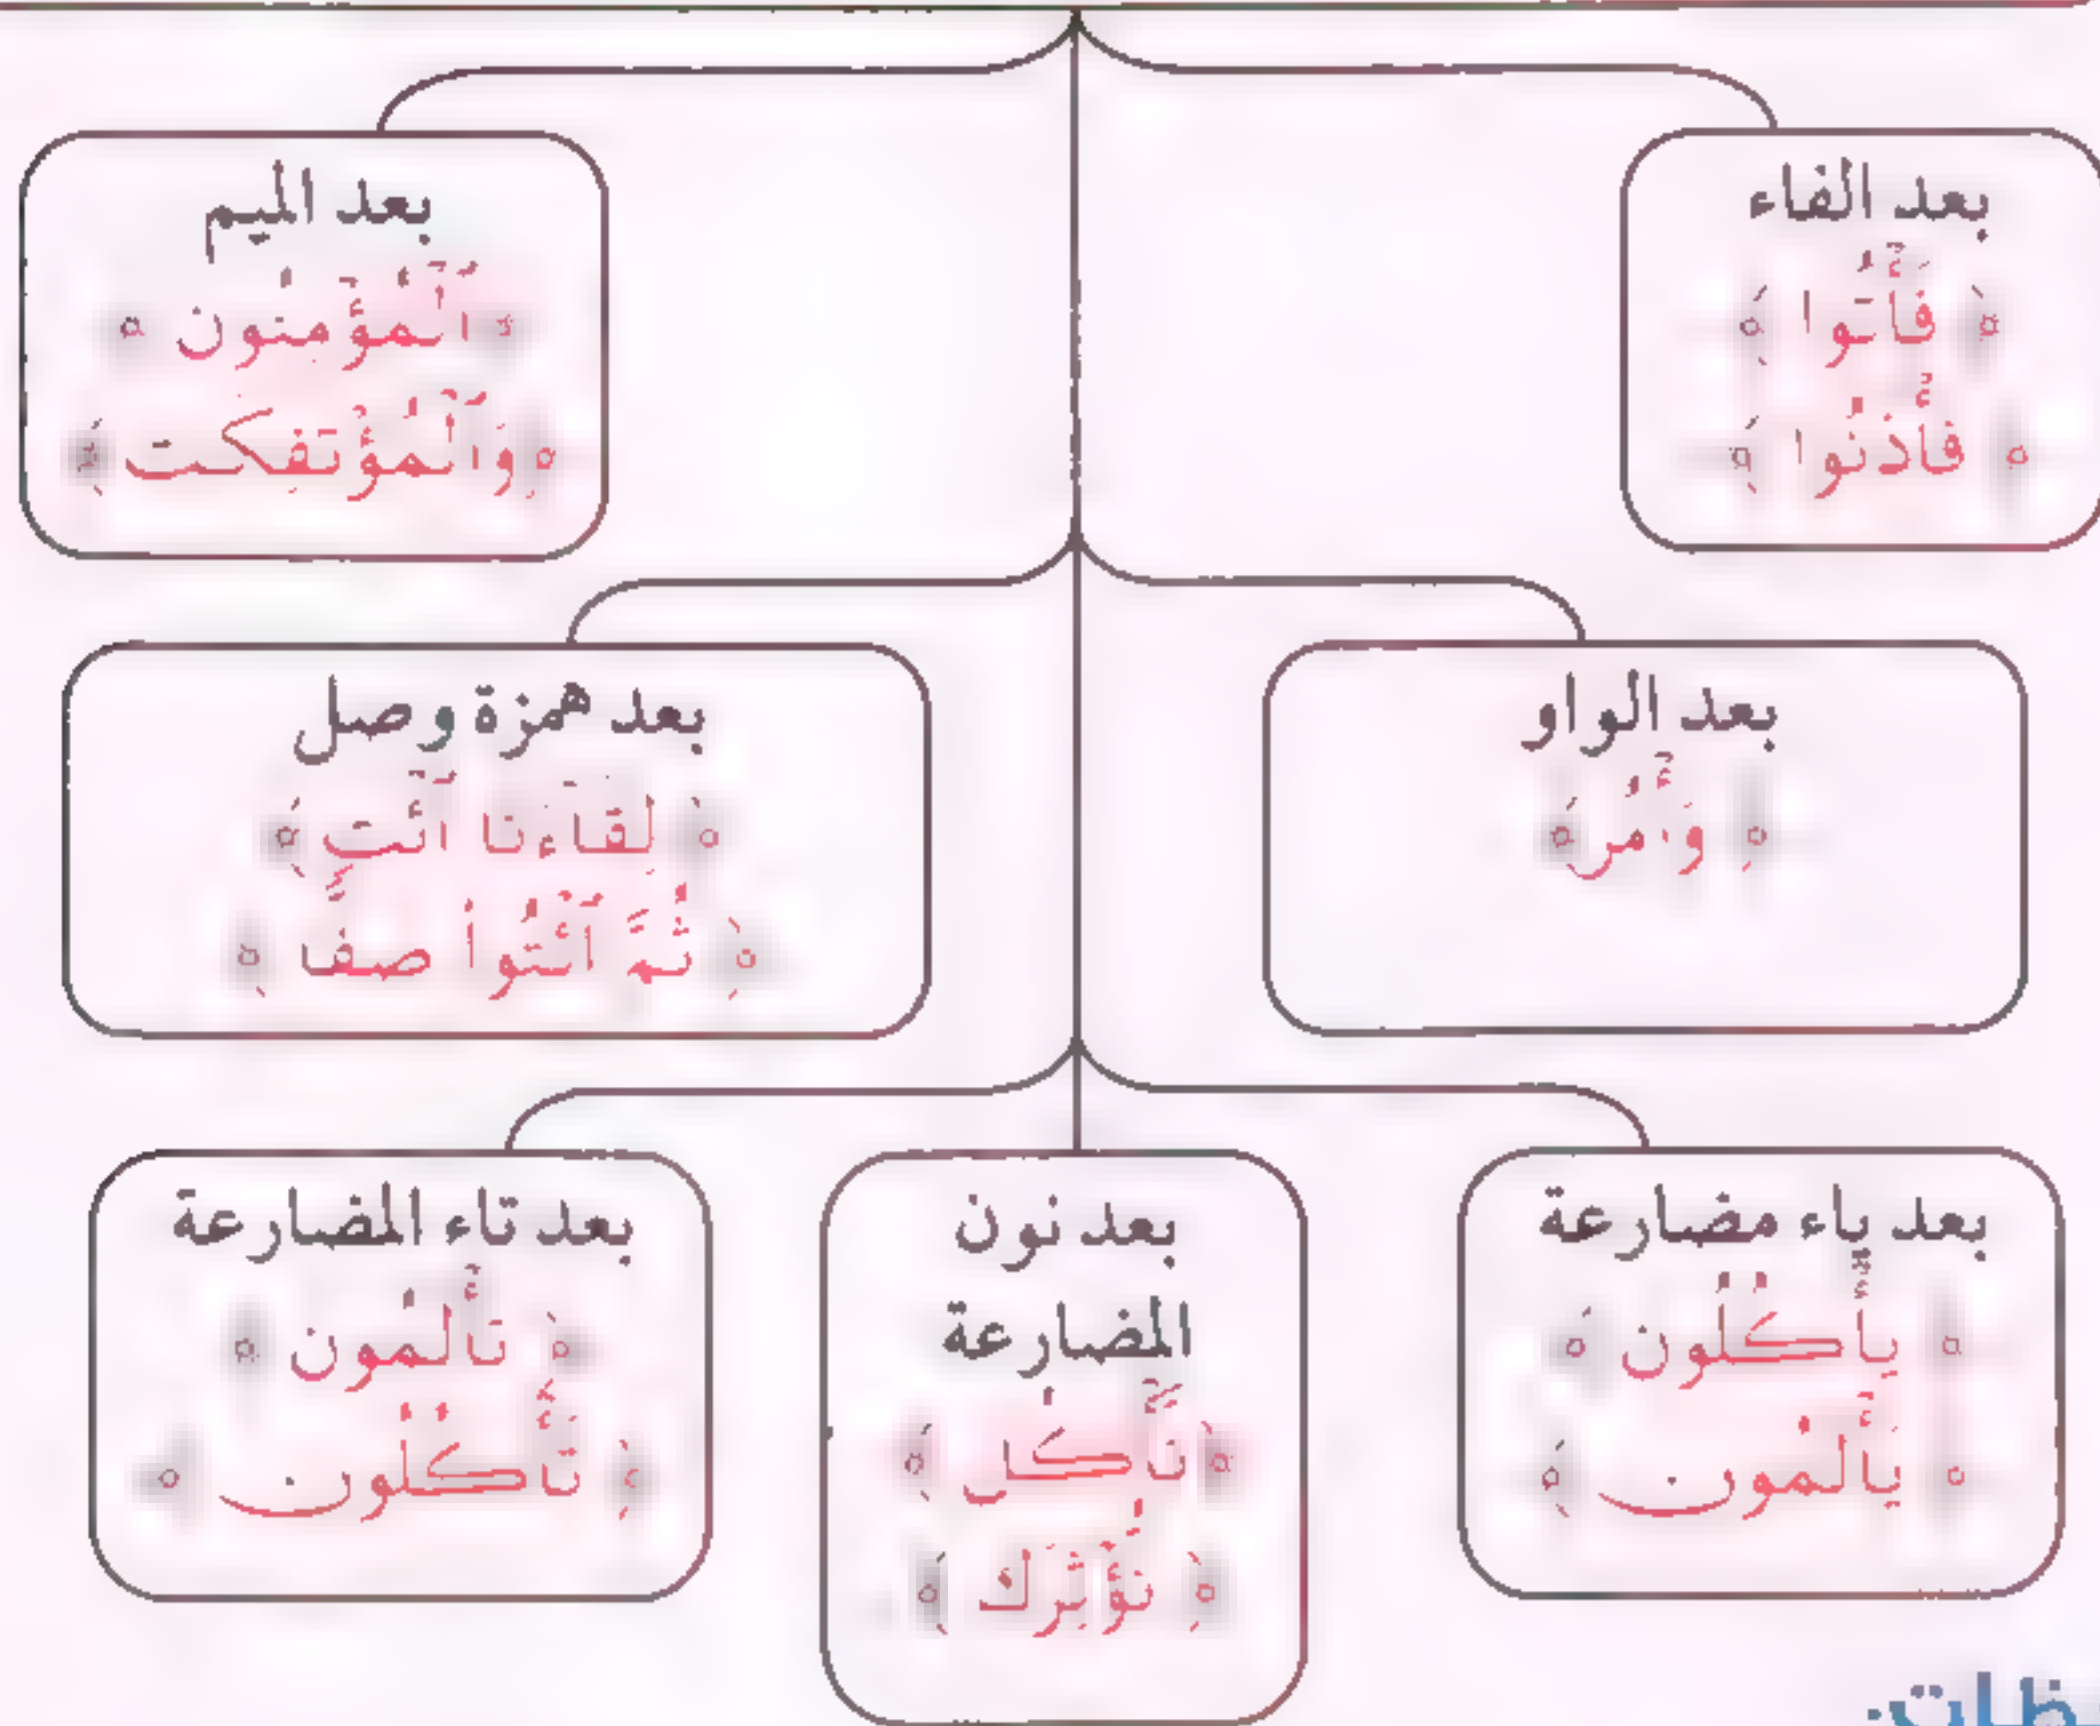 بعد الفاء
﴿ فَأْتُوا ﴾
﴿ فَأْذَنُوا ﴾
بعد الميم
﴿ ٱلْمُؤْمِنُون ﴾
﴿ وَٱلْمُؤْتَفِكَت ﴾
بعد الواو
﴿ وَأْمُرْ ﴾
بعد همزة وصل
﴿ لِقَآءَنَا ٱئْتِ ﴾
﴿ ثُمَّ ٱئْتُوا صَفًّا ﴾
بعد ياء مضارعة
﴿ يَأْكُلُون ﴾
﴿ يَأْلَمُون ﴾
بعد نون
المضارعة
﴿ نَّأْكُل ﴾
﴿ نُؤْثِرَك ﴾
بعد تاء المضارعة
﴿ تَأْلَمُون ﴾
﴿ تَأْكُلُون ﴾